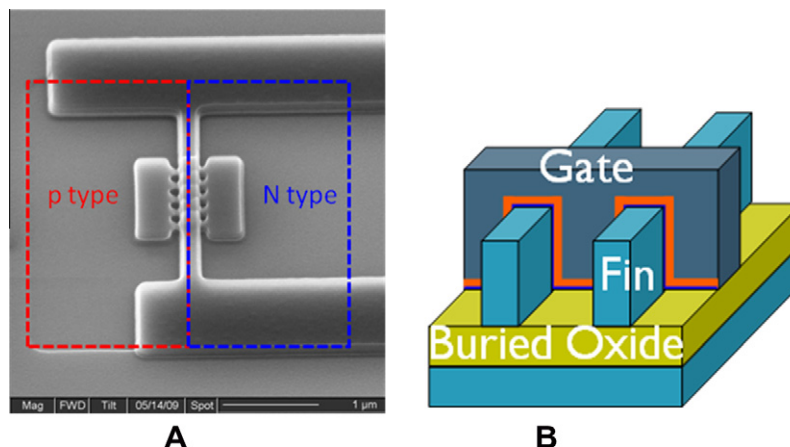 p type
N type
Mag
FWD
Tilt
05/14/09
Spot
1 µm
A
Gate
Fin
Buried Oxide
B